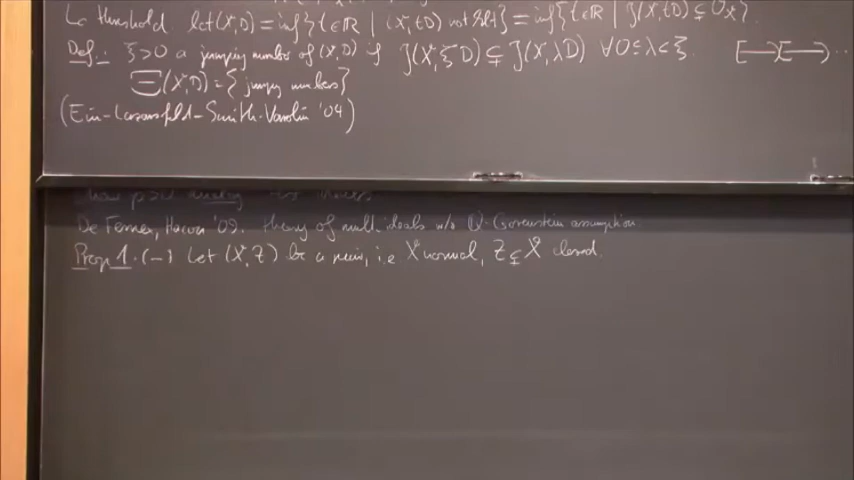 Lc threshold lct(X,D) = inf{t∈ℝ | (X,tD) not klt} = inf{t∈ℝ | J(X,tD) ⊊ O_X}.
Def.: ξ>0 a jumping number of (X,D) if J(X,ξD) ⊊ J(X,λD) ∀0≤λ<ξ. [—)[—)...
Ξ(X,D) = {jumping numbers}
(Ein-Lazarsfeld-Smith-Varolin '04)
De Fernex, Hacon '09. theory of mult. ideals w/o ℚ-Gorenstein assumption.
Prop 1. (–) Let (X,Z) be a pair, i.e. X normal, Z ⊊ X closed.